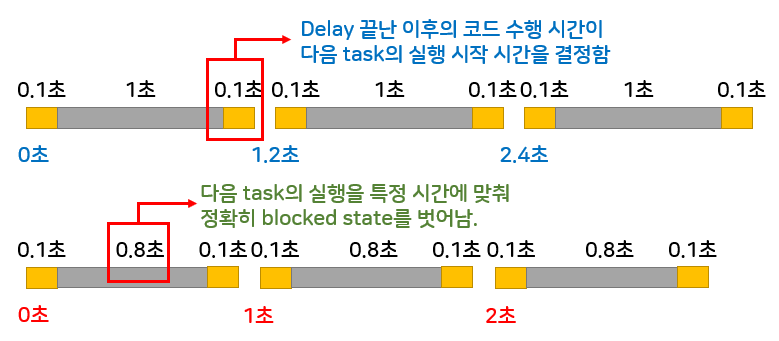 Delay 끝난 이후의 코드 수행 시간이
다음 task의 실행 시작 시간을 결정함
0.1초 1초 0.1초 0.1초 1초 0.1초 0.1초 1초 0.1초
0초 1.2초 2.4초
다음 task의 실행을 특정 시간에 맞춰
정확히 blocked state를 벗어남.
0.1초 0.8초 0.1초 0.1초 0.8초 0.1초 0.1초 0.8초 0.1초
0초 1초 2초